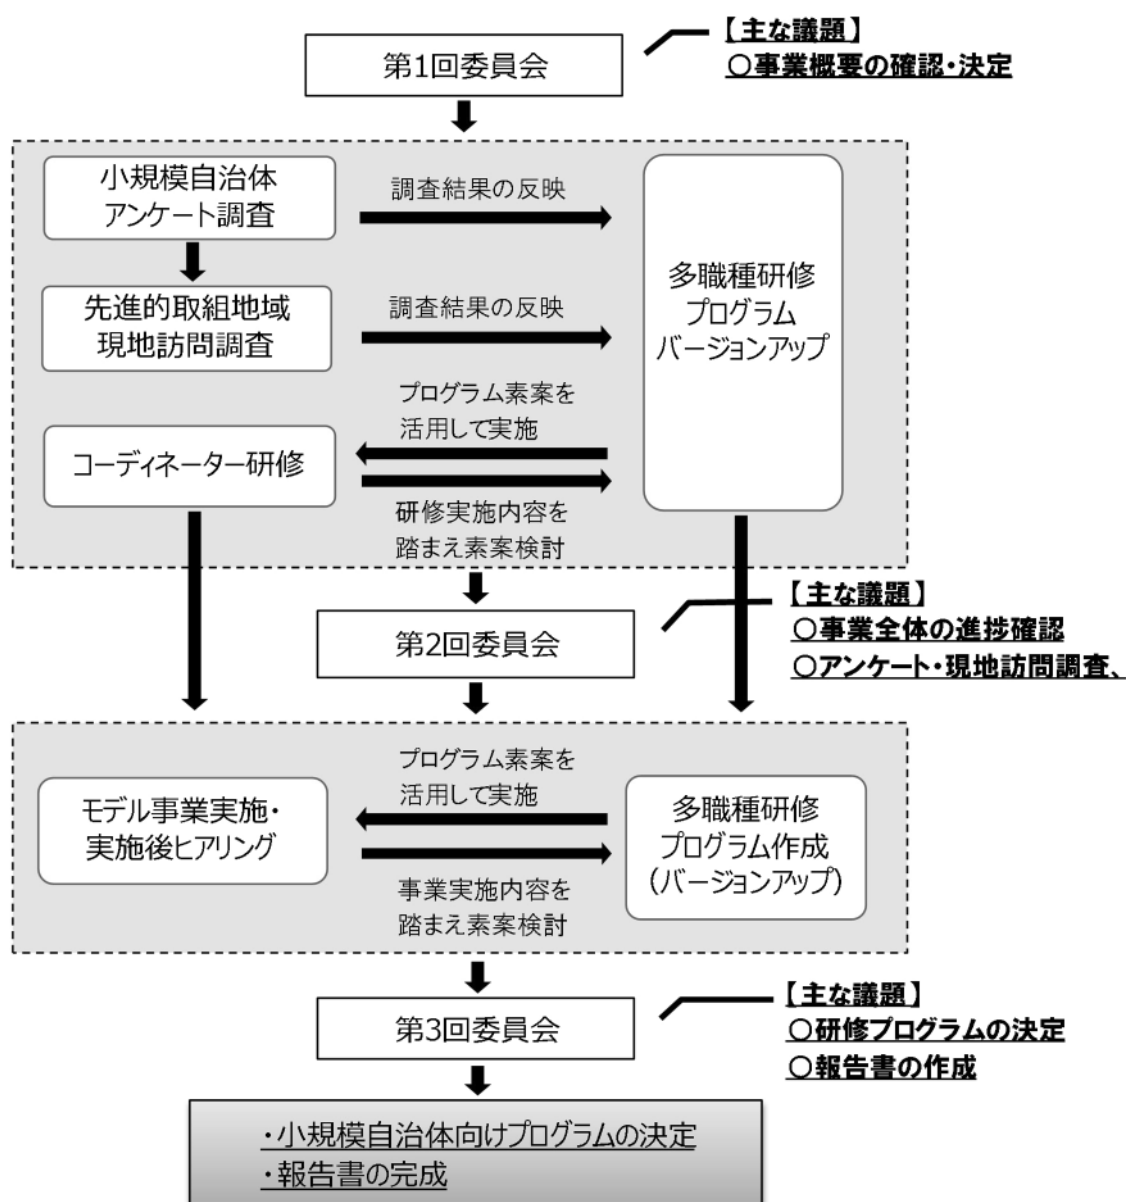 第1回委員会
【主な議題】
○事業概要の確認・決定
小規模自治体
アンケート調査
調査結果の反映
先進的取組地域
現地訪問調査
調査結果の反映
多職種研修
プログラム
バージョンアップ
プログラム素案を
活用して実施
コーディネーター研修
研修実施内容を
踏まえ素案検討
第2回委員会
【主な議題】
○事業全体の進捗確認
○アンケート・現地訪問調査、
プログラム素案を
活用して実施
モデル事業実施・
実施後ヒアリング
多職種研修
プログラム作成
（バージョンアップ）
事業実施内容を
踏まえ素案検討
第3回委員会
【主な議題】
○研修プログラムの決定
○報告書の作成
・小規模自治体向けプログラムの決定
・報告書の完成